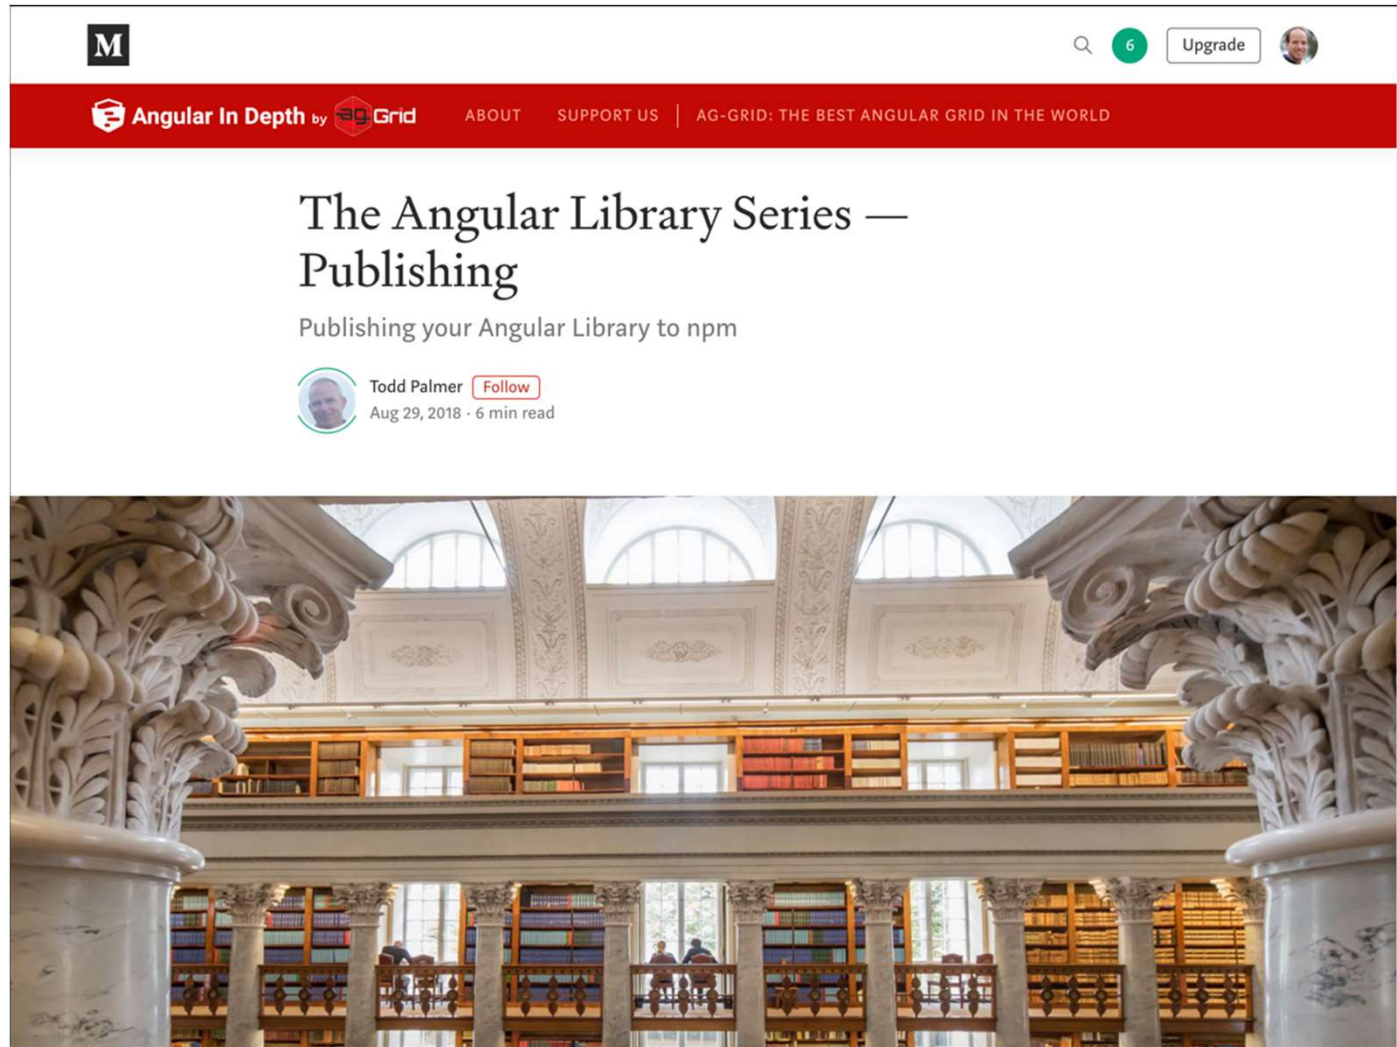 M
6
Upgrade
Angular In Depth by ag-Grid
ABOUT
SUPPORT US
AG-GRID: THE BEST ANGULAR GRID IN THE WORLD
The Angular Library Series —
Publishing
Publishing your Angular Library to npm
Todd Palmer
Follow
Aug 29, 2018 · 6 min read